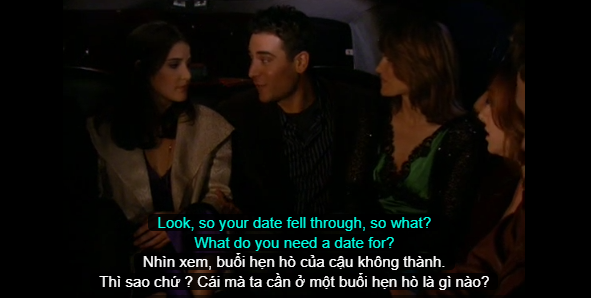 Look, so your date fell through, so what?
What do you need a date for?
Nhìn xem, buổi hẹn hò của cậu không thành.
Thì sao chứ ? Cái mà ta cần ở một buổi hẹn hò là gì nào?